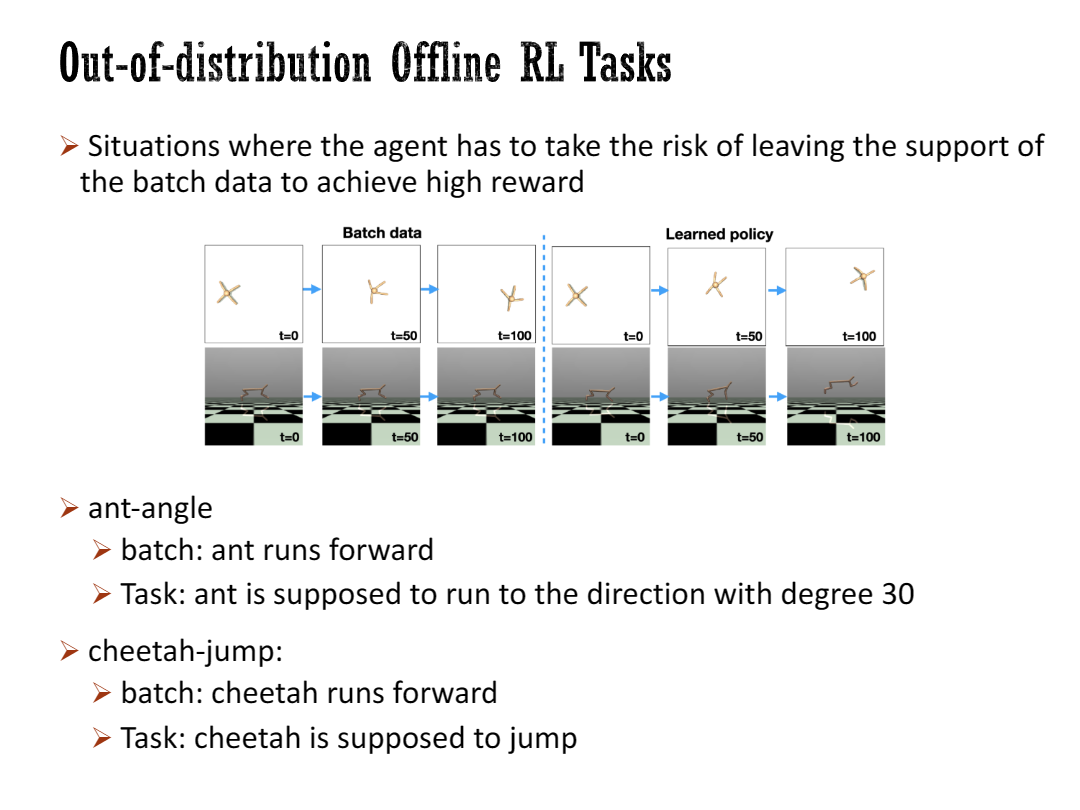 Out-of-distribution Offline RL Tasks
Situations where the agent has to take the risk of leaving the support of
the batch data to achieve high reward
Batch data
Learned policy
t=0
t=50
t=100
t=0
t=50
t=100
t=0
t=50
t=100
t=0
t=50
t=100
ant-angle
batch: ant runs forward
Task: ant is supposed to run to the direction with degree 30
cheetah-jump:
batch: cheetah runs forward
Task: cheetah is supposed to jump